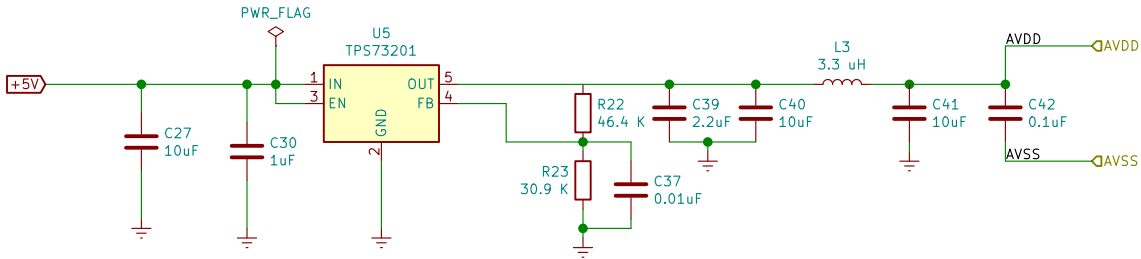 PWR_FLAG
U5
TPS73201
+5V
1
IN
3
EN
OUT
5
FB
4
GND
2
C27
10uF
C30
1uF
R22
46.4 K
R23
30.9 K
C37
0.01uF
C39
2.2uF
C40
10uF
L3
3.3 uH
C41
10uF
C42
0.1uF
AVDD
AVDD
AVSS
AVSS